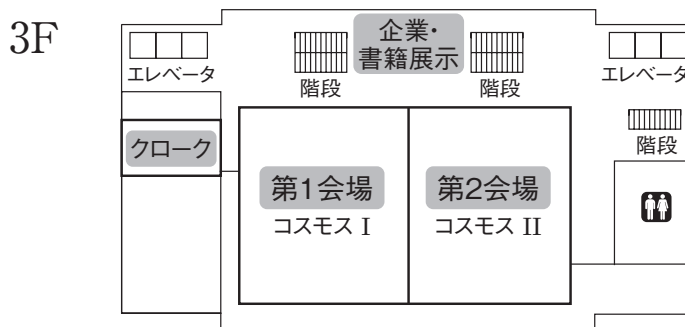 3F
企業・
書籍展示
エレベータ
階段
階段
エレベータ
クローク
階段
第1会場
第2会場
コスモス I
コスモス II